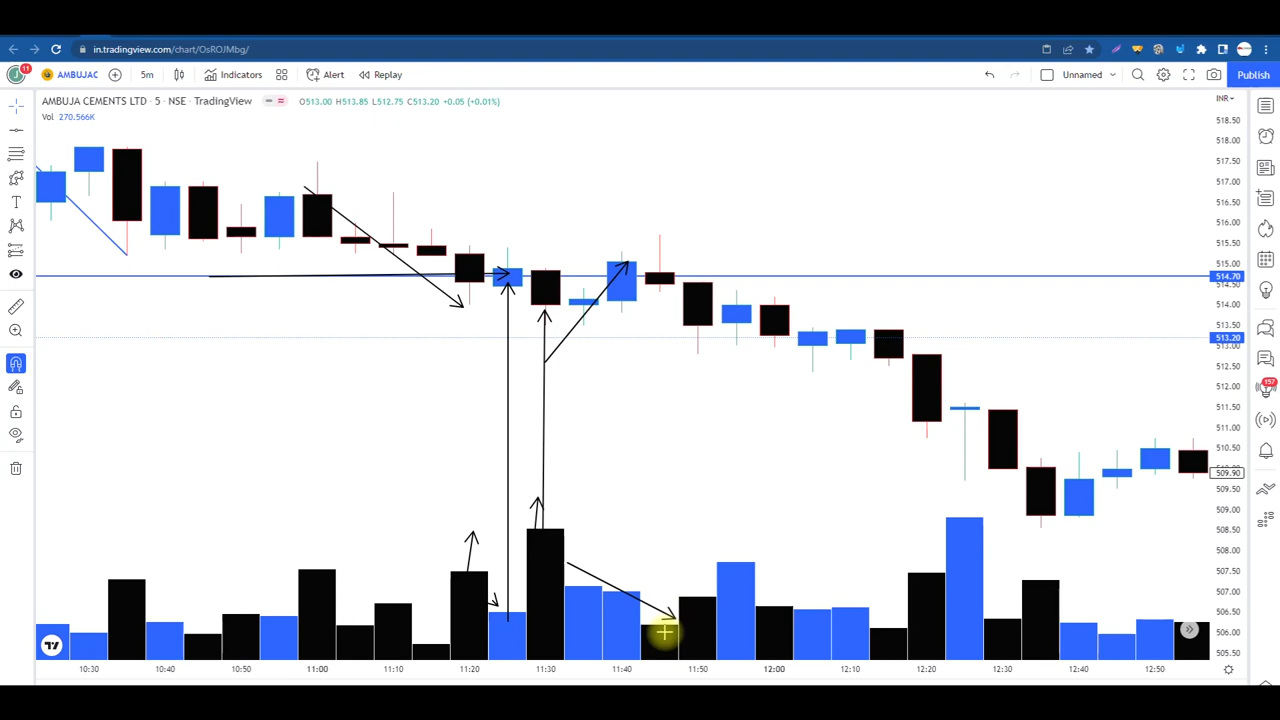 in.tradingview.com/chart/OsROJMbg/
11
J
AMBUJAC
5m
Indicators
Alert
Replay
Unnamed
Publish
AMBUJA CEMENTS LTD · 5 · NSE · TradingView
O513.00 H513.85 L512.75 C513.20 +0.05 (+0.01%)
INR
Vol 270.566K
518.50
518.00
517.50
517.00
516.50
516.00
515.50
515.00
514.70
514.50
514.00
513.50
513.20
513.00
512.50
512.00
157
511.50
511.00
510.50
509.90
509.50
509.00
508.50
508.00
507.50
507.00
506.50
506.00
505.50
10:30 10:40 10:50 11:00 11:10 11:20 11:30 11:40 11:50 12:00 12:10 12:20 12:30 12:40 12:50